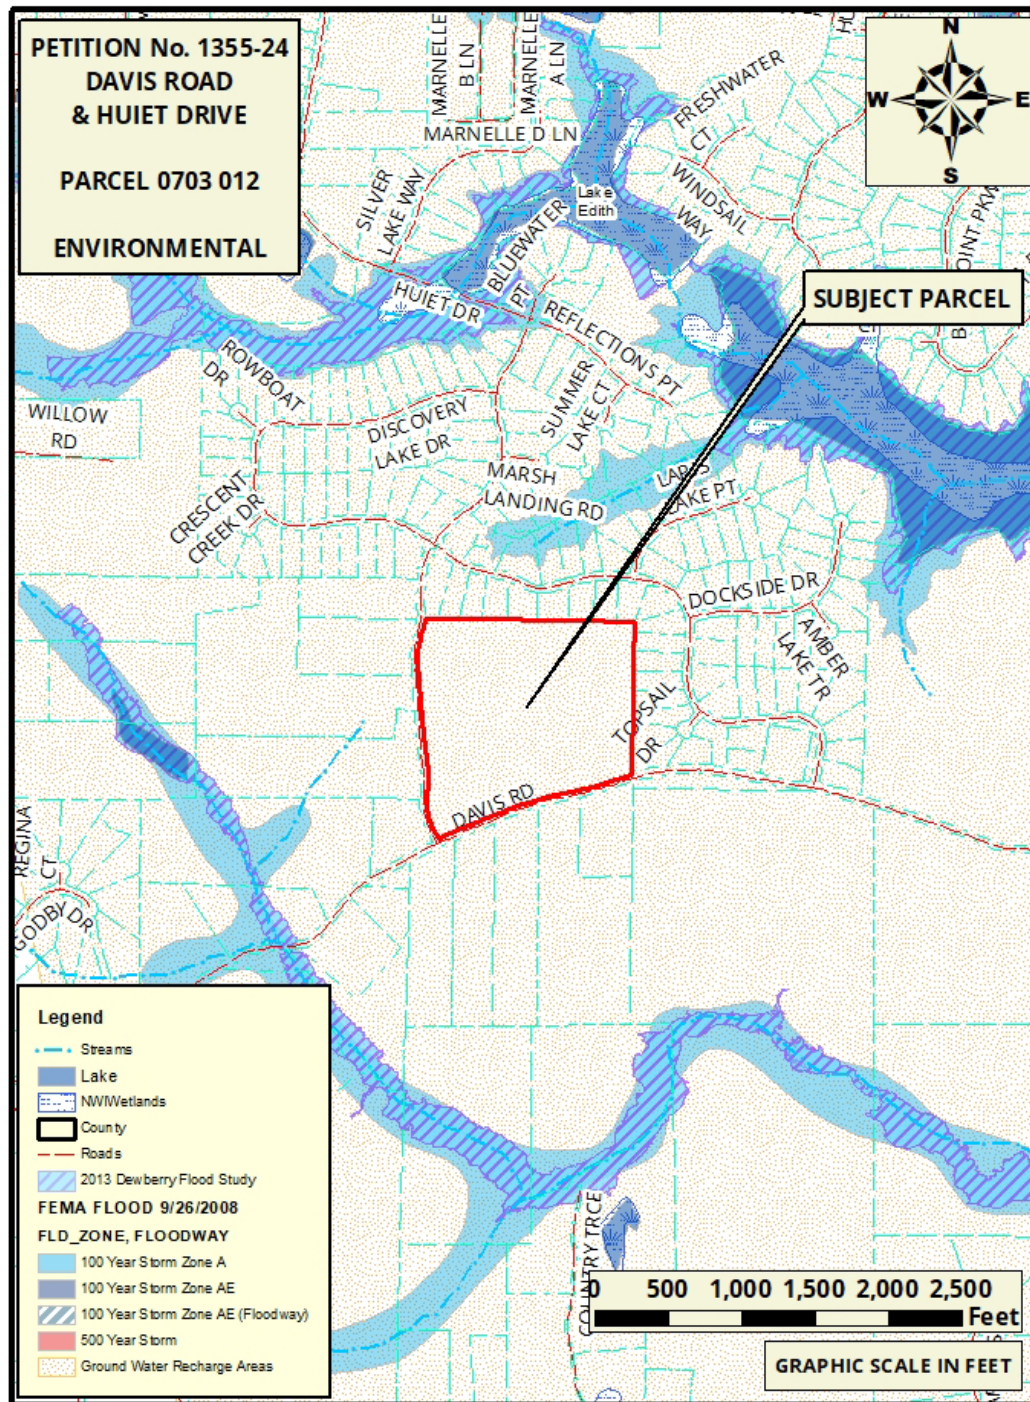 PETITION No. 1355-24
DAVIS ROAD
& HUIET DRIVE
PARCEL 0703 012
ENVIRONMENTAL
N
W
E
S
MARNELLE
B LN
MARNELLE
A LN
MARNELLE D LN
FRESHWATER
CT
SILVER
LAKE WAY
Lake
Edith
WINDSAIL
WAY
BLUEWATER
PT
HUIET DR
REFLECTIONS PT
SUBJECT PARCEL
ROWBOAT
DR
WILLOW
RD
DISCOVERY
LAKE DR
SUMMER
LAKE CT
MARSH
LANDING RD
LAKE PT
CRESCENT
CREEK DR
DOCKSIDE DR
AMBER
LAKE TR
TOPSAIL
DR
DAVIS RD
REGINA
CT
GODBY DR
COUNTRY TRCE
Legend
Streams
Lake
NWIWetlands
County
Roads
2013 Dewberry Flood Study
FEMA FLOOD 9/26/2008
FLD_ZONE, FLOODWAY
100 Year Storm Zone A
100 Year Storm Zone AE
100 Year Storm Zone AE (Floodway)
500 Year Storm
Ground Water Recharge Areas
0 500 1,000 1,500 2,000 2,500
Feet
GRAPHIC SCALE IN FEET